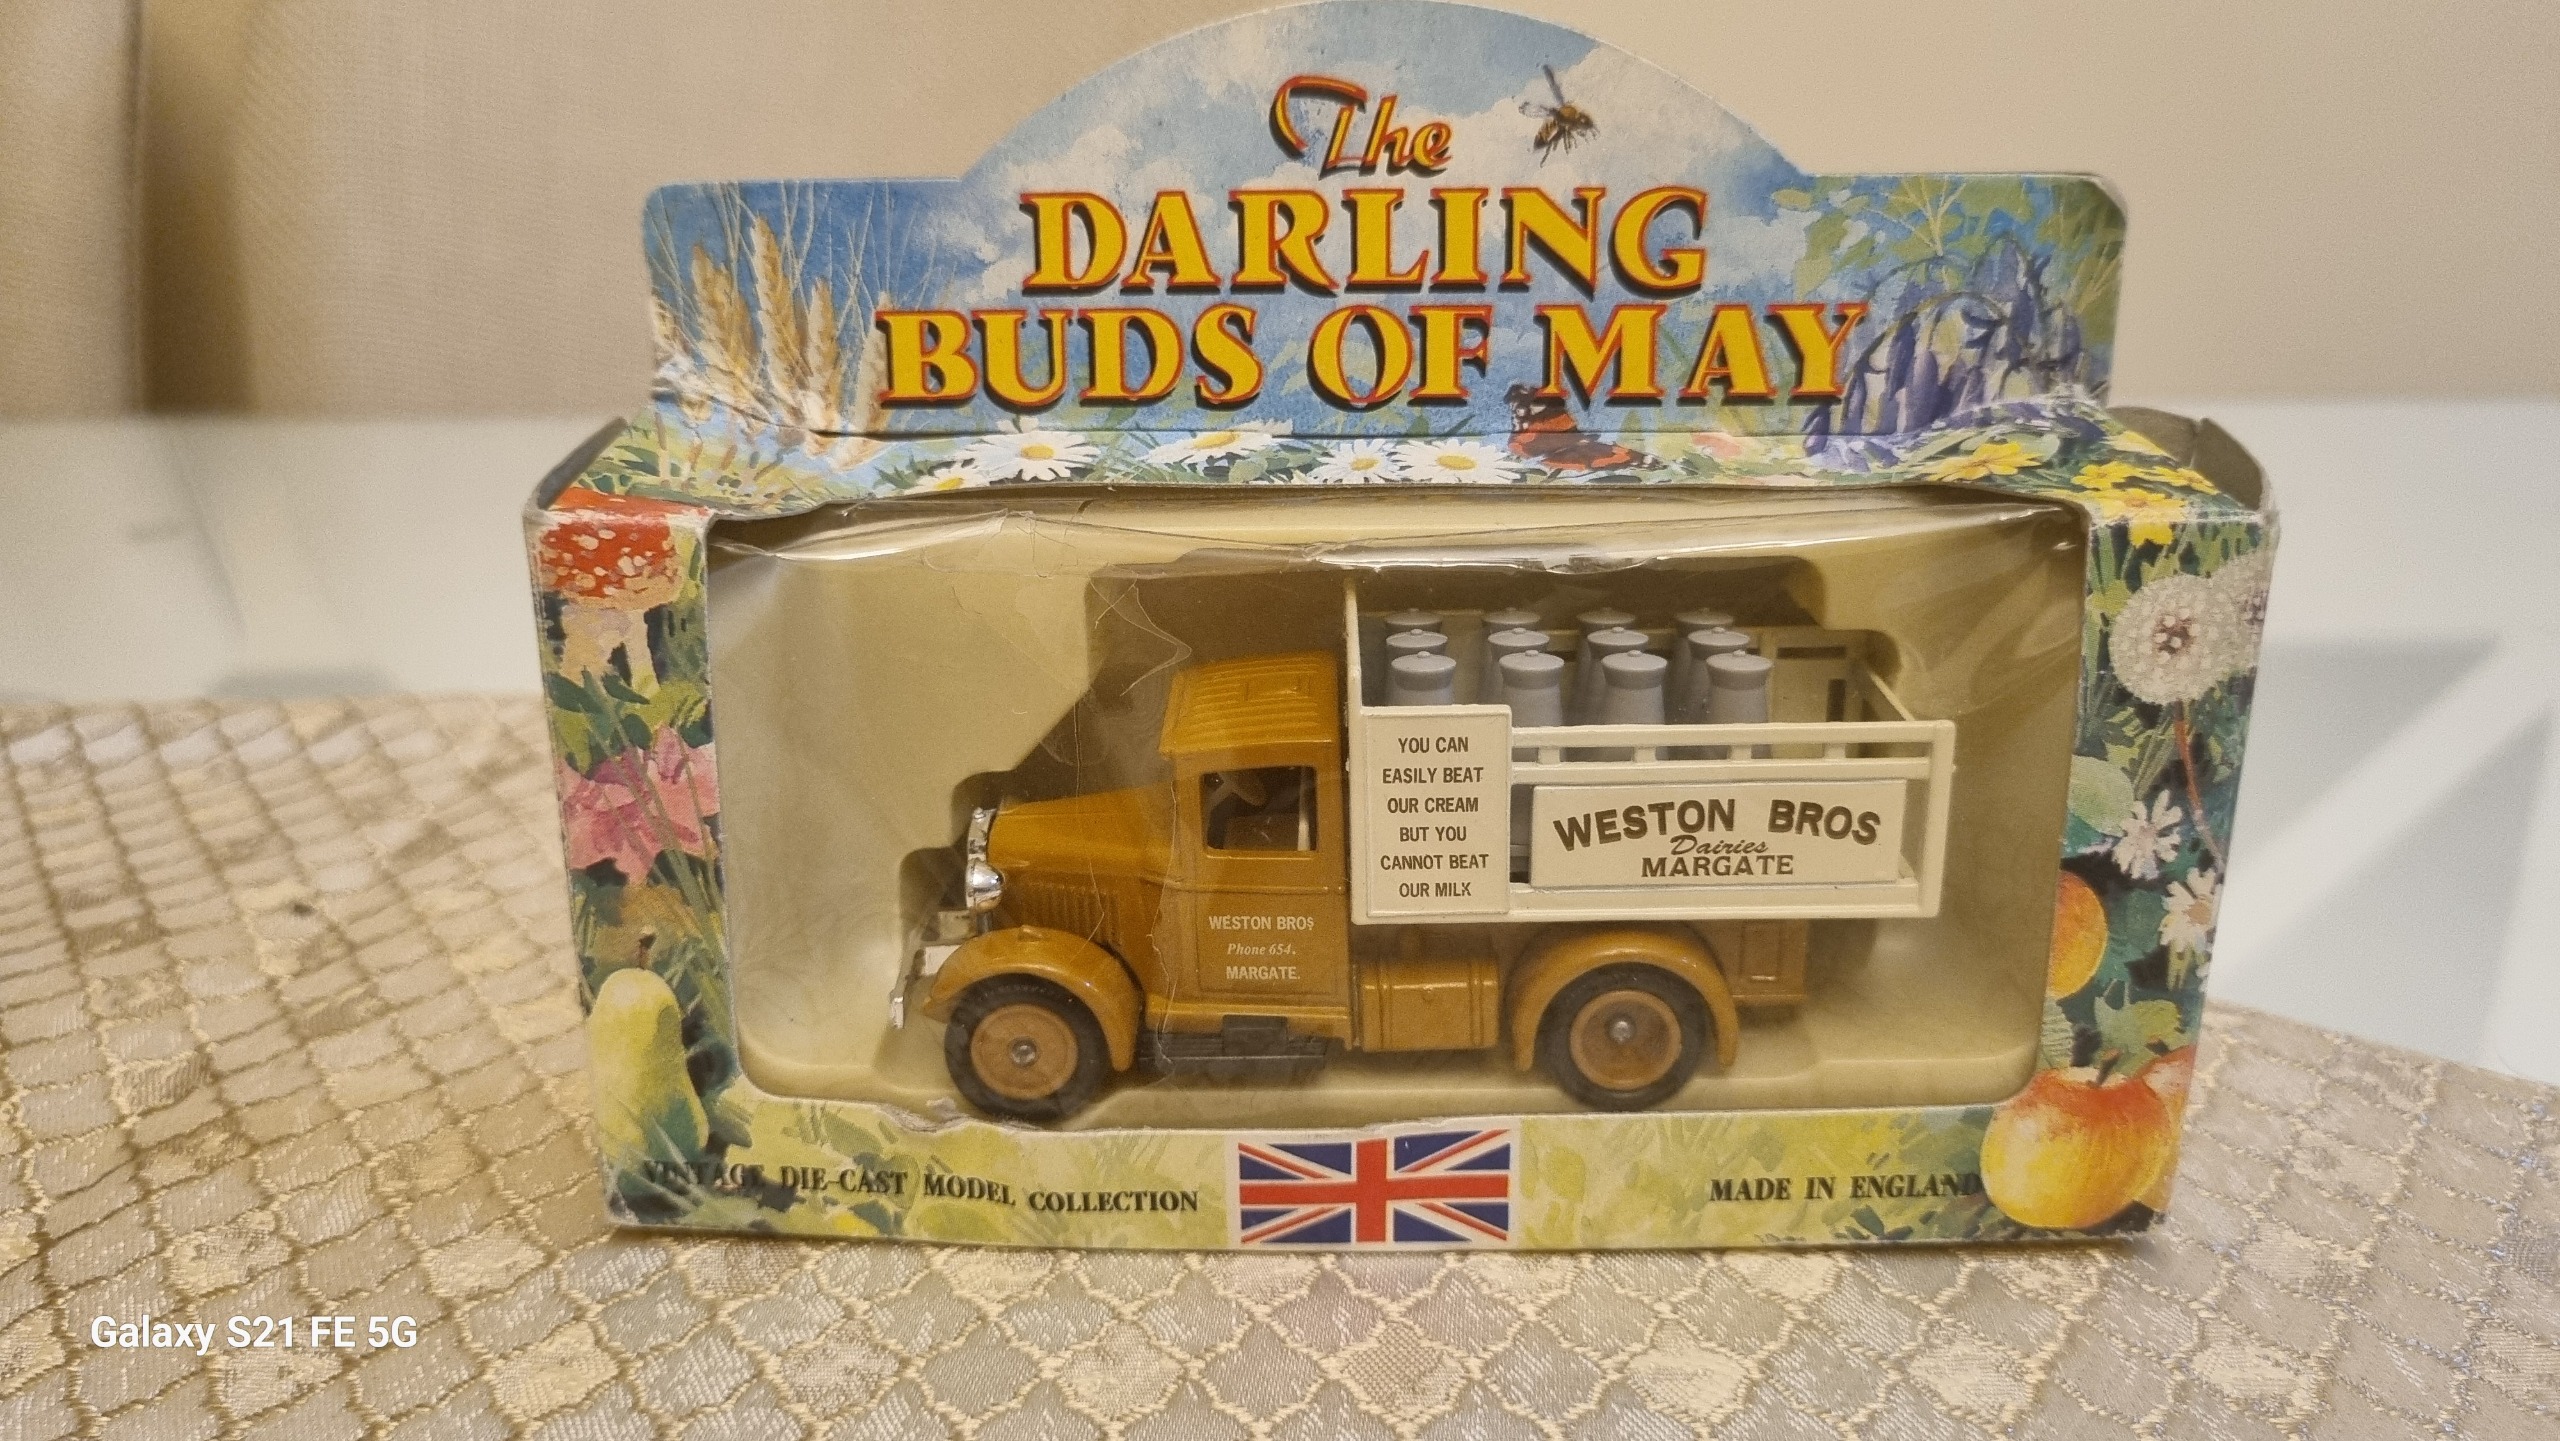 The
DARLING
BUDS OF MAY
YOU CAN
EASILY BEAT
OUR CREAM
BUT YOU
CANNOT BEAT
OUR MILK
WESTON BROS
Dairies
MARGATE
WESTON BROS
Phone 654.
MARGATE.
VINTAGE DIE-CAST MODEL COLLECTION
MADE IN ENGLAND
Galaxy S21 FE 5G